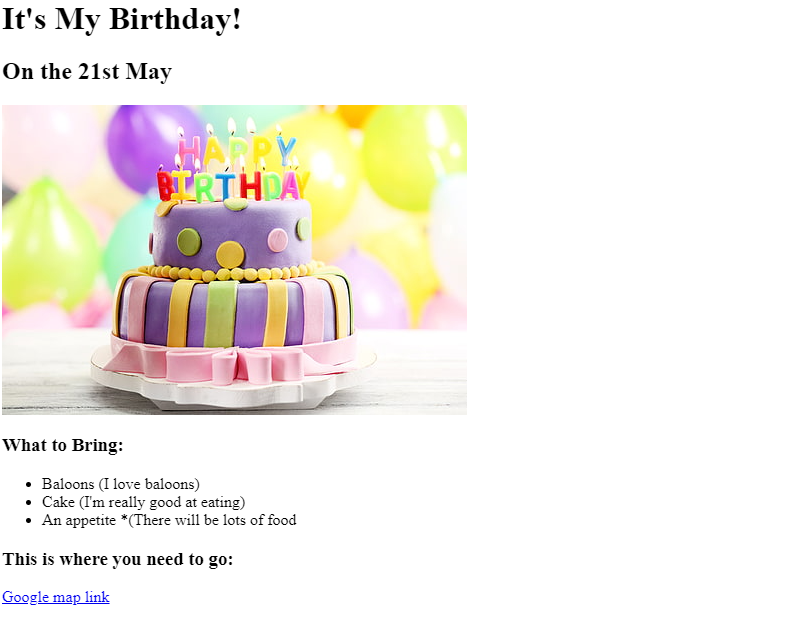 It's My Birthday!
On the 21st May
HAPPY
BIRTHDAY
What to Bring:
Baloons (I love baloons)
Cake (I'm really good at eating)
An appetite *(There will be lots of food
This is where you need to go:
Google map link